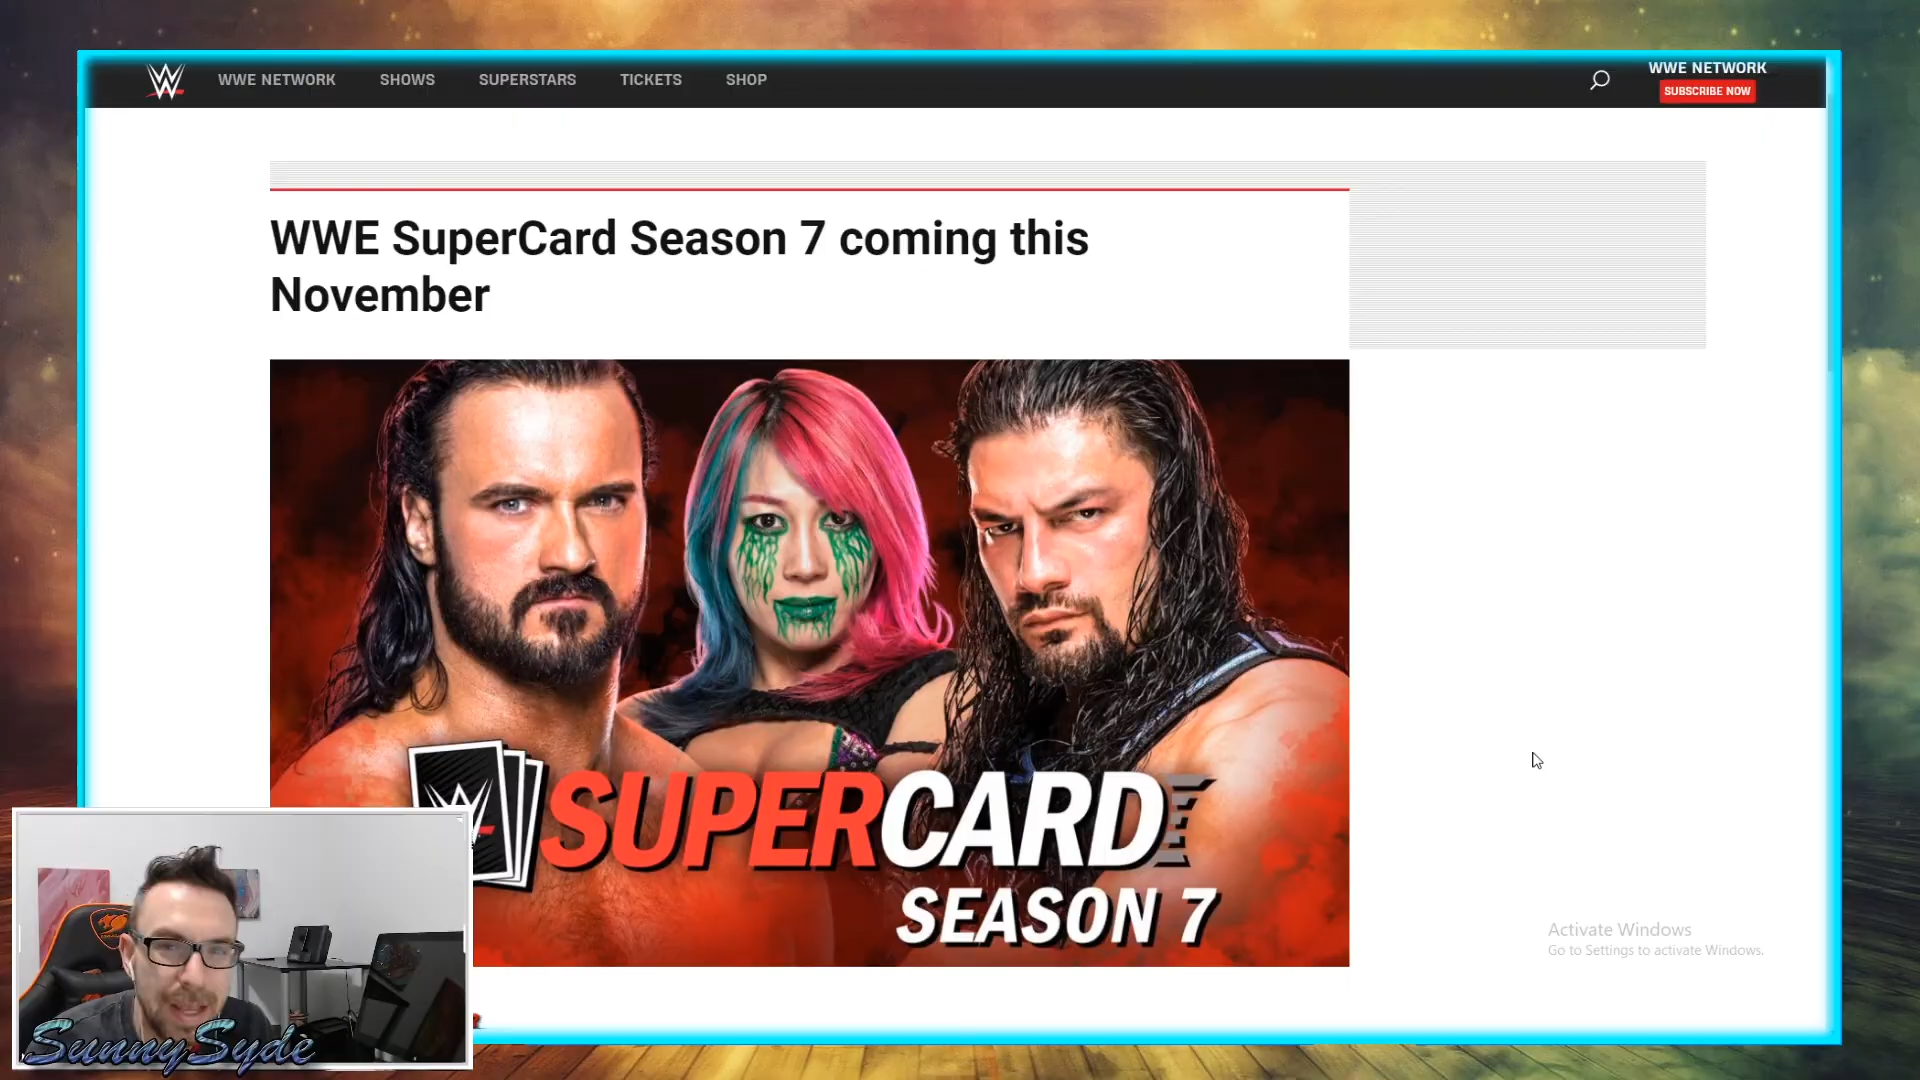 WWE NETWORK SHOWS SUPERSTARS TICKETS SHOP
WWE NETWORK
SUBSCRIBE NOW
WWE SuperCard Season 7 coming this
November
SUPERCARD
SEASON 7
Activate Windows
Go to Settings to activate Windows.
SunnySyde